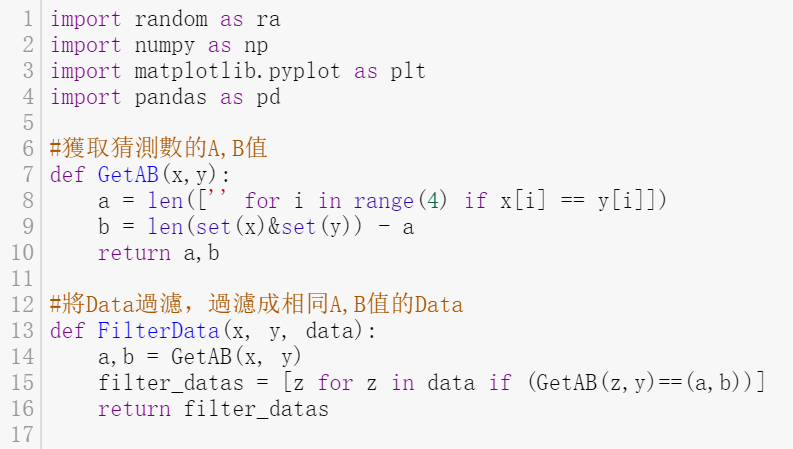 1 import random as ra
2 import numpy as np
3 import matplotlib.pyplot as plt
4 import pandas as pd
5
6 #獲取猜測數的A,B值
7 def GetAB(x,y):
8     a = len(['' for i in range(4) if x[i] == y[i]])
9     b = len(set(x)&set(y)) - a
10     return a,b
11
12 #將Data過濾，過濾成相同A,B值的Data
13 def FilterData(x, y, data):
14     a,b = GetAB(x, y)
15     filter_datas = [z for z in data if (GetAB(z,y)==(a,b))]
16     return filter_datas
17